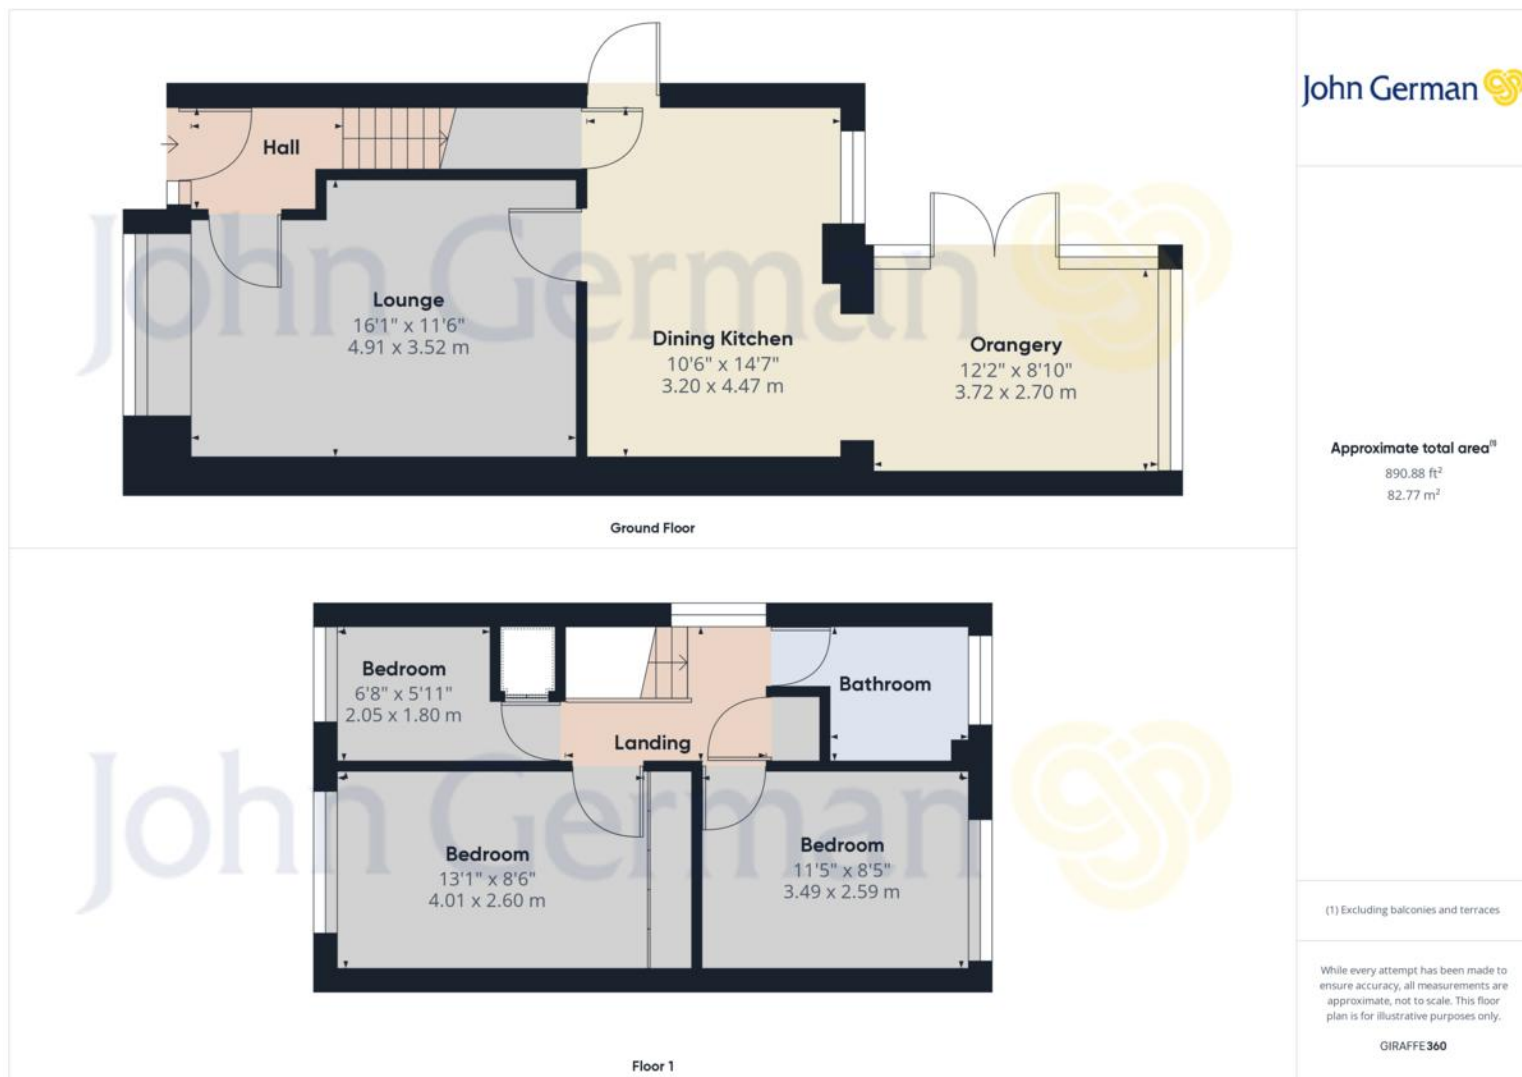 John German
Hall
Lounge
16'1" x 11'6"
4.91 x 3.52 m
Dining Kitchen
10'6" x 14'7"
3.20 x 4.47 m
Orangery
12'2" x 8'10"
3.72 x 2.70 m
John German
Ground Floor
Bedroom
6'8" x 5'11"
2.05 x 1.80 m
Landing
Bathroom
Bedroom
13'1" x 8'6"
4.01 x 2.60 m
Bedroom
11'5" x 8'5"
3.49 x 2.59 m
John German
Floor 1
Approximate total area(1)
890.88 ft²
82.77 m²
(1) Excluding balconies and terraces
While every attempt has been made to
ensure accuracy, all measurements are
approximate, not to scale. This floor
plan is for illustrative purposes only.
GIRAFFE360